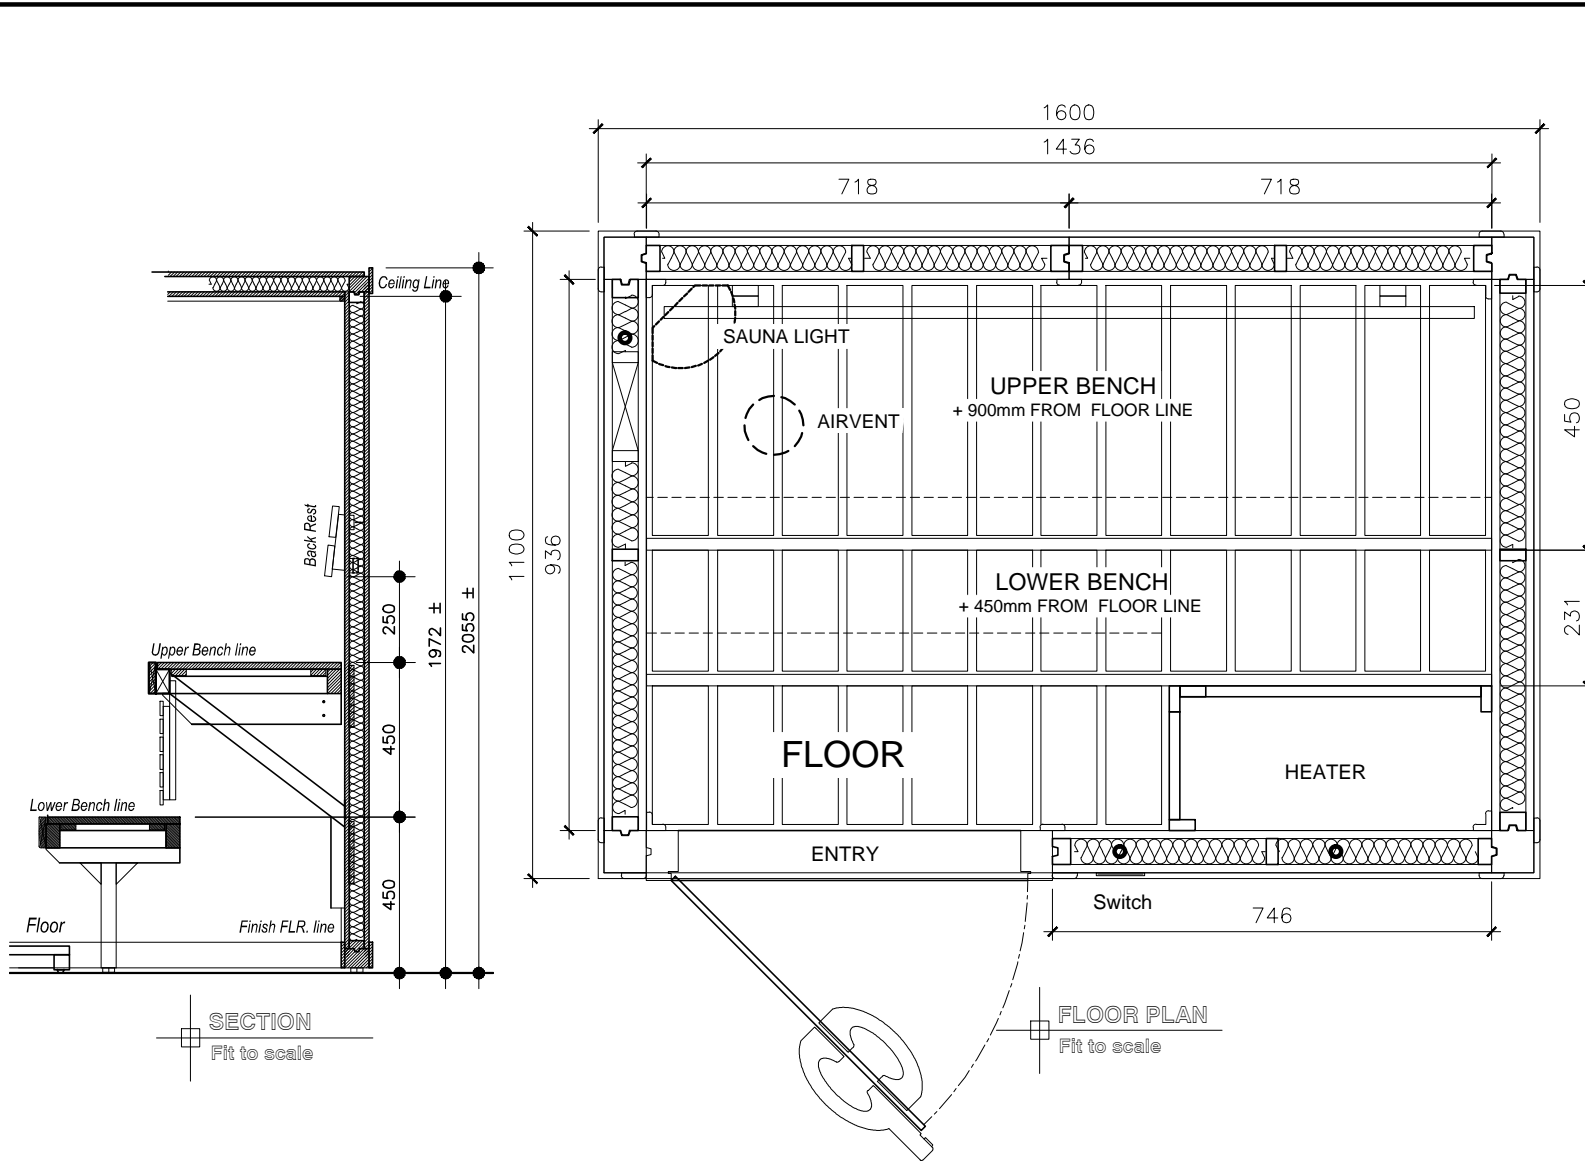 1600
1436
718
718
Ceiling Line
SAUNA LIGHT
UPPER BENCH
+ 900mm FROM FLOOR LINE
AIRVENT
450
Back Rest
1100
936
LOWER BENCH
+ 450mm FROM FLOOR LINE
231
250
1972 ±
2055 ±
Upper Bench line
450
FLOOR
HEATER
Lower Bench line
ENTRY
450
Switch
746
Floor
Finish FLR. line
SECTION
Fit to scale
FLOOR PLAN
Fit to scale